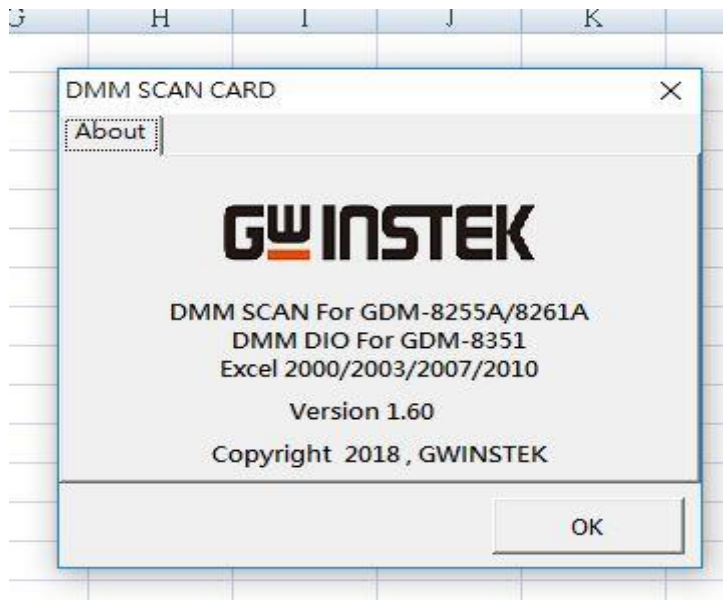 G H I J K
DMM SCAN CARD
About
GW INSTEK
DMM SCAN For GDM-8255A/8261A
DMM DIO For GDM-8351
Excel 2000/2003/2007/2010
Version 1.60
Copyright 2018 , GWINSTEK
OK